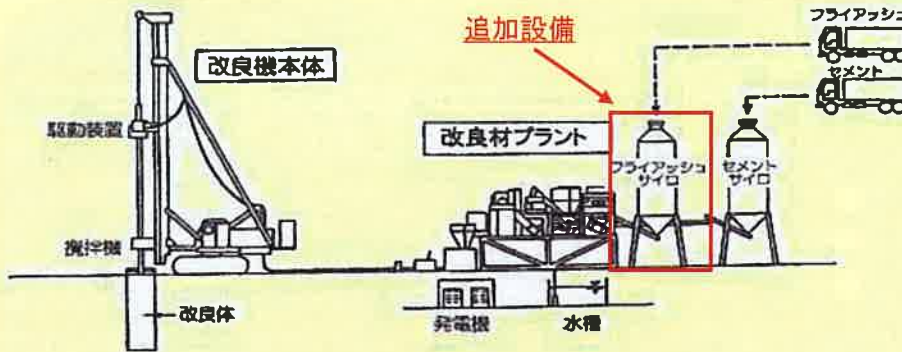 追加設備
フライアッシュ
セメント
改良機本体
駆動装置
改良材プラント
フライアッシュ
サイロ
セメント
サイロ
攪拌機
改良体
発電機
水槽